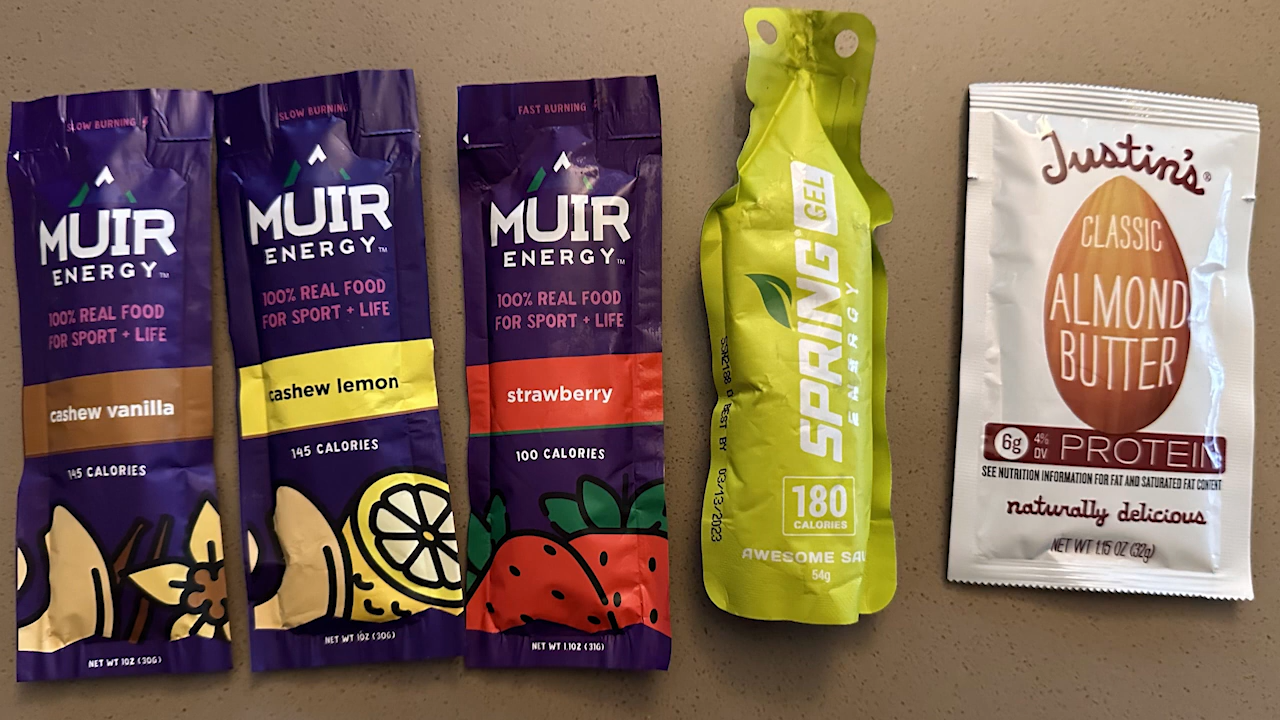 SLOW BURNING
MUIR
ENERGY™
100% REAL FOOD
FOR SPORT + LIFE
cashew vanilla
145 CALORIES
NET WT 1OZ (30G)
SLOW BURNING
MUIR
ENERGY™
100% REAL FOOD
FOR SPORT + LIFE
cashew lemon
145 CALORIES
NET WT 1OZ (30G)
FAST BURNING
MUIR
ENERGY™
100% REAL FOOD
FOR SPORT + LIFE
strawberry
100 CALORIES
NET WT 1.1OZ (31G)
SPRING® GEL
ENERGY
BEST BY 03/13/2023
180
CALORIES
AWESOME SAU
54g
Justin's®
CLASSIC
ALMOND
BUTTER
6g 4% DV PROTEIN
SEE NUTRITION INFORMATION FOR FAT AND SATURATED FAT CONTENT
naturally delicious
NET WT 1.15 OZ (32g)